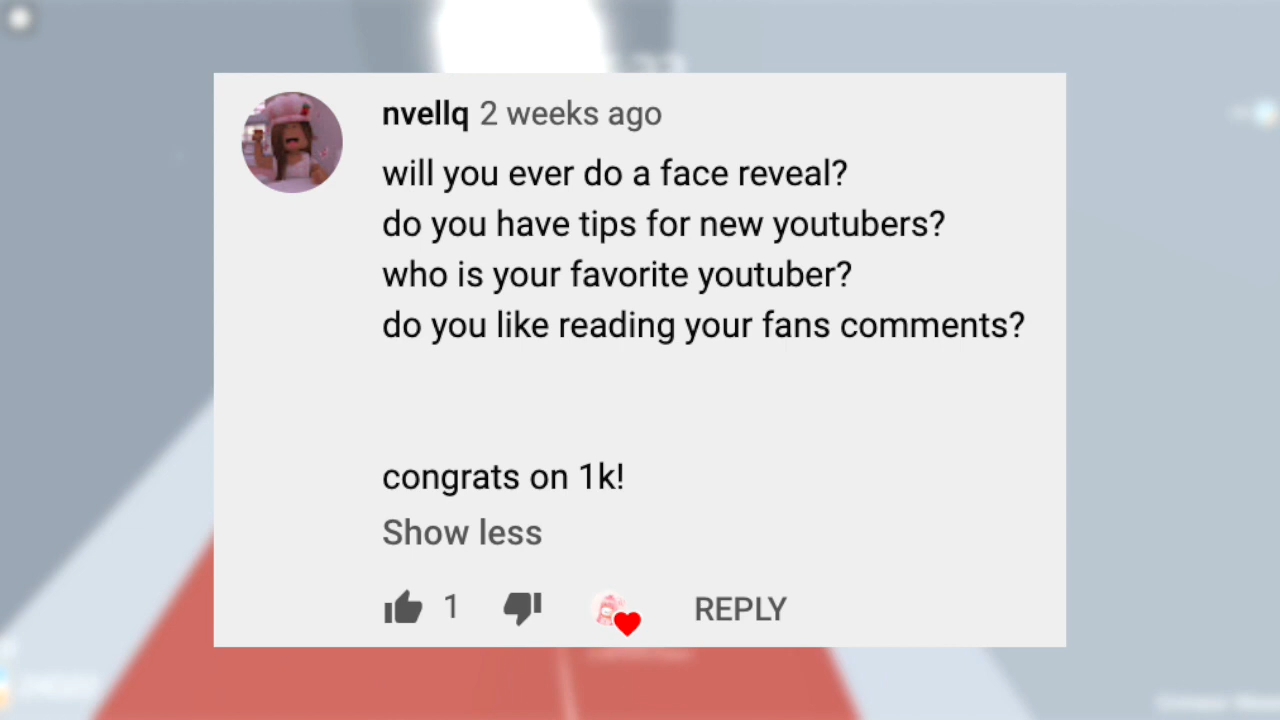 nvellq 2 weeks ago
will you ever do a face reveal?
do you have tips for new youtubers?
who is your favorite youtuber?
do you like reading your fans comments?
congrats on 1k!
Show less
1 REPLY